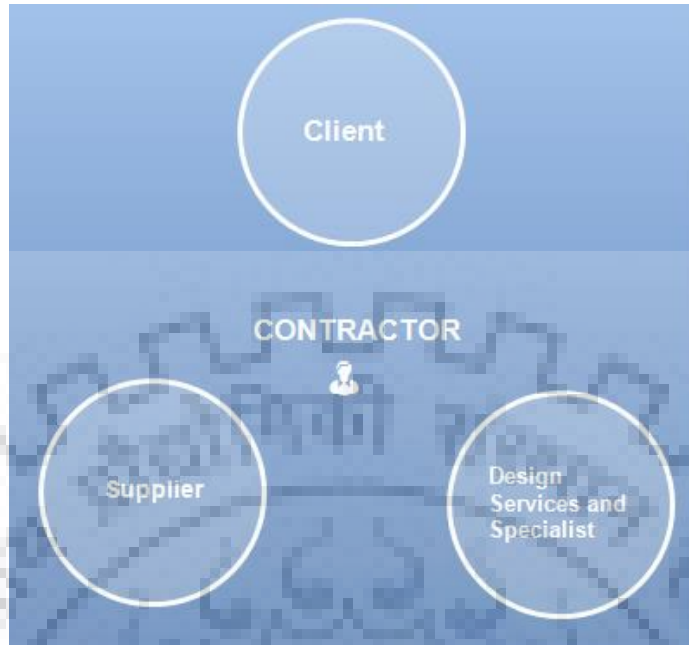 Client
CONTRACTOR
Supplier
Design
Services and
Specialist